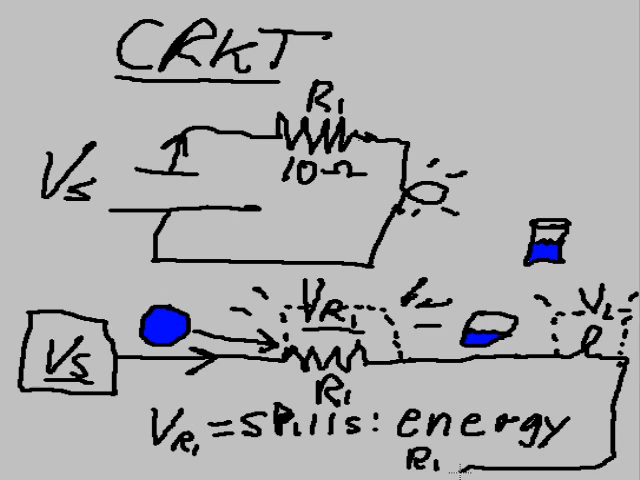 CRKT
R1
10Ω
Vs
VR1
VL
Vs
R1
VR1 = spills: energy
R1